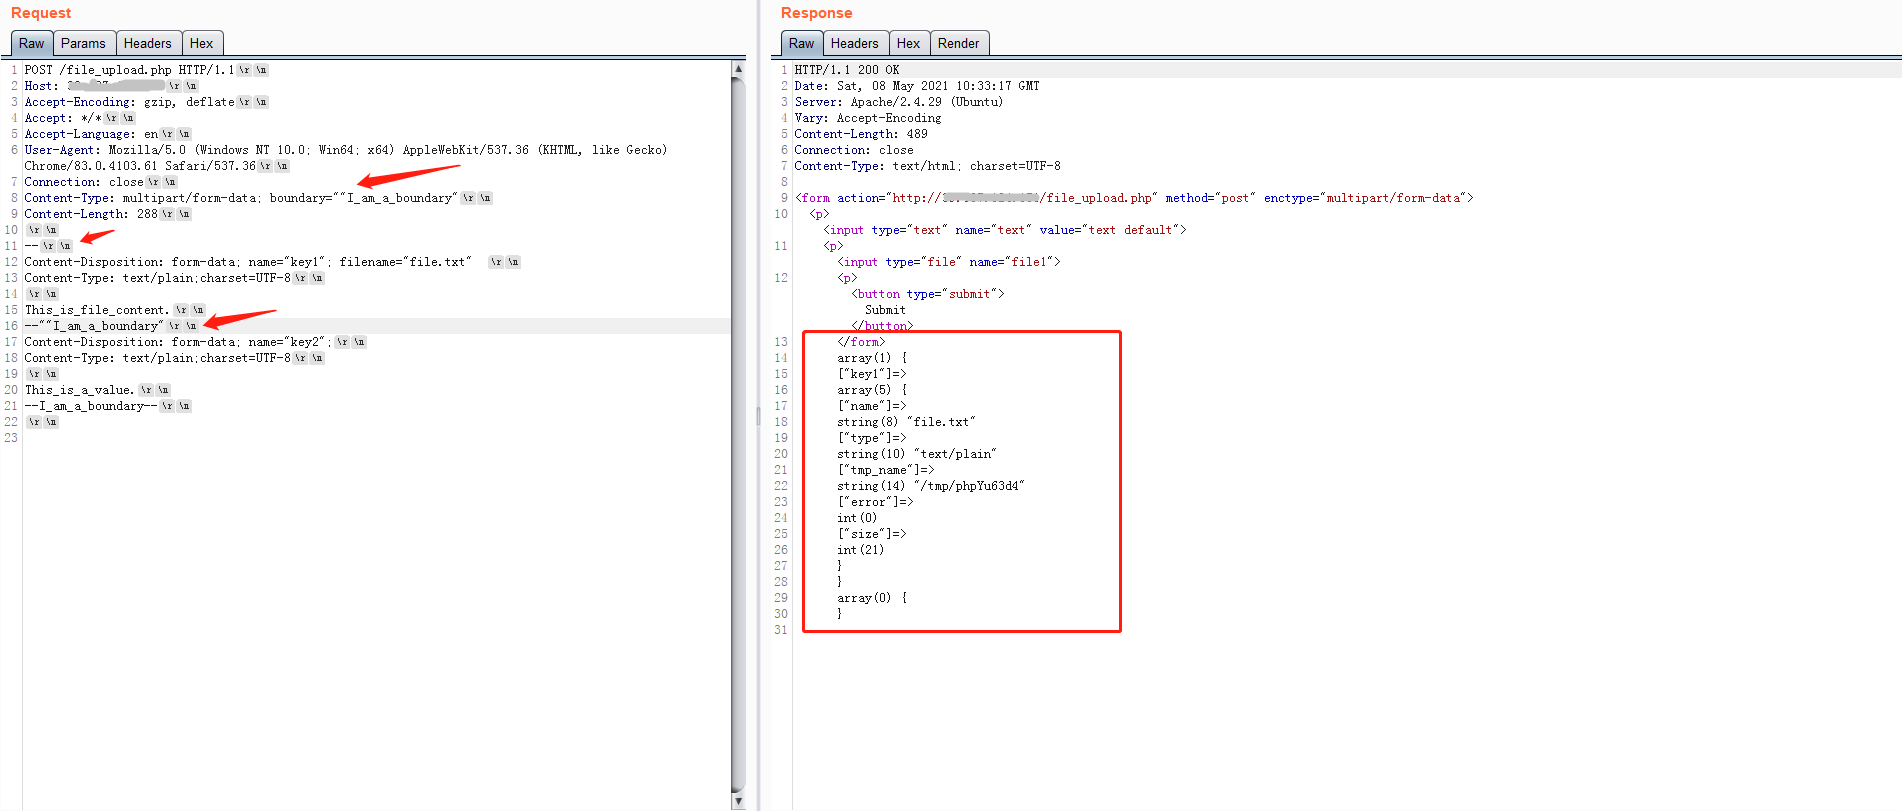 Request
Raw Params Headers Hex
1 POST /file_upload.php HTTP/1.1 \r \n
2 Host: \r \n
3 Accept-Encoding: gzip, deflate \r \n
4 Accept: */* \r \n
5 Accept-Language: en \r \n
6 User-Agent: Mozilla/5.0 (Windows NT 10.0; Win64; x64) AppleWebKit/537.36 (KHTML, like Gecko)
Chrome/83.0.4103.61 Safari/537.36 \r \n
7 Connection: close \r \n
8 Content-Type: multipart/form-data; boundary=""I_am_a_boundary" \r \n
9 Content-Length: 288 \r \n
10 \r \n
11 -- \r \n
12 Content-Disposition: form-data; name="key1"; filename="file.txt" \r \n
13 Content-Type: text/plain;charset=UTF-8 \r \n
14 \r \n
15 This_is_file_content. \r \n
16 --""I_am_a_boundary" \r \n
17 Content-Disposition: form-data; name="key2"; \r \n
18 Content-Type: text/plain;charset=UTF-8 \r \n
19 \r \n
20 This_is_a_value. \r \n
21 --I_am_a_boundary-- \r \n
22 \r \n
23
Response
Raw Headers Hex Render
1 HTTP/1.1 200 OK
2 Date: Sat, 08 May 2021 10:33:17 GMT
3 Server: Apache/2.4.29 (Ubuntu)
4 Vary: Accept-Encoding
5 Content-Length: 489
6 Connection: close
7 Content-Type: text/html; charset=UTF-8
8
9 <form action="http:// /file_upload.php" method="post" enctype="multipart/form-data">
10 <p>
<input type="text" name="text" value="text default">
11 <p>
<input type="file" name="file1">
12 <p>
<button type="submit">
Submit
</button>
13 </form>
14 array(1) {
15 ["key1"]=>
16 array(5) {
17 ["name"]=>
18 string(8) "file.txt"
19 ["type"]=>
20 string(10) "text/plain"
21 ["tmp_name"]=>
22 string(14) "/tmp/phpYu63d4"
23 ["error"]=>
24 int(0)
25 ["size"]=>
26 int(21)
27 }
28 }
29 array(0) {
30 }
31